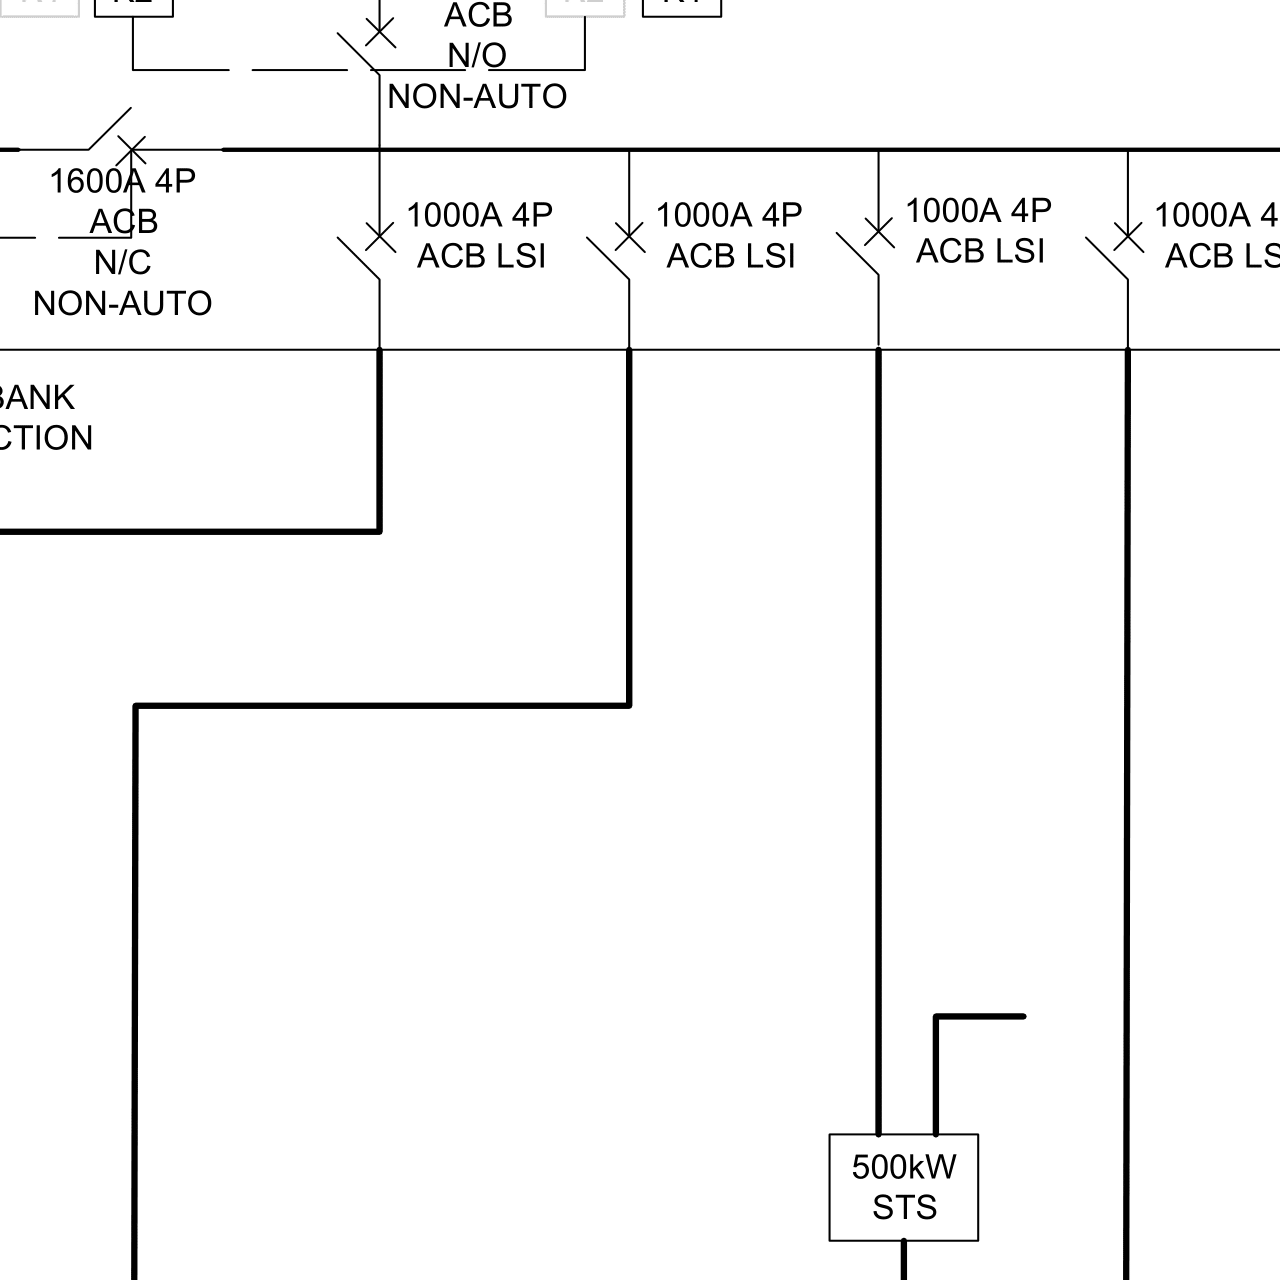 ACB
N/O
NON-AUTO
1600A 4P
ACB
N/C
NON-AUTO
1000A 4P
ACB LSI
1000A 4P
ACB LSI
1000A 4P
ACB LSI
1000A 4
ACB LS
BANK
CTION
500kW
STS